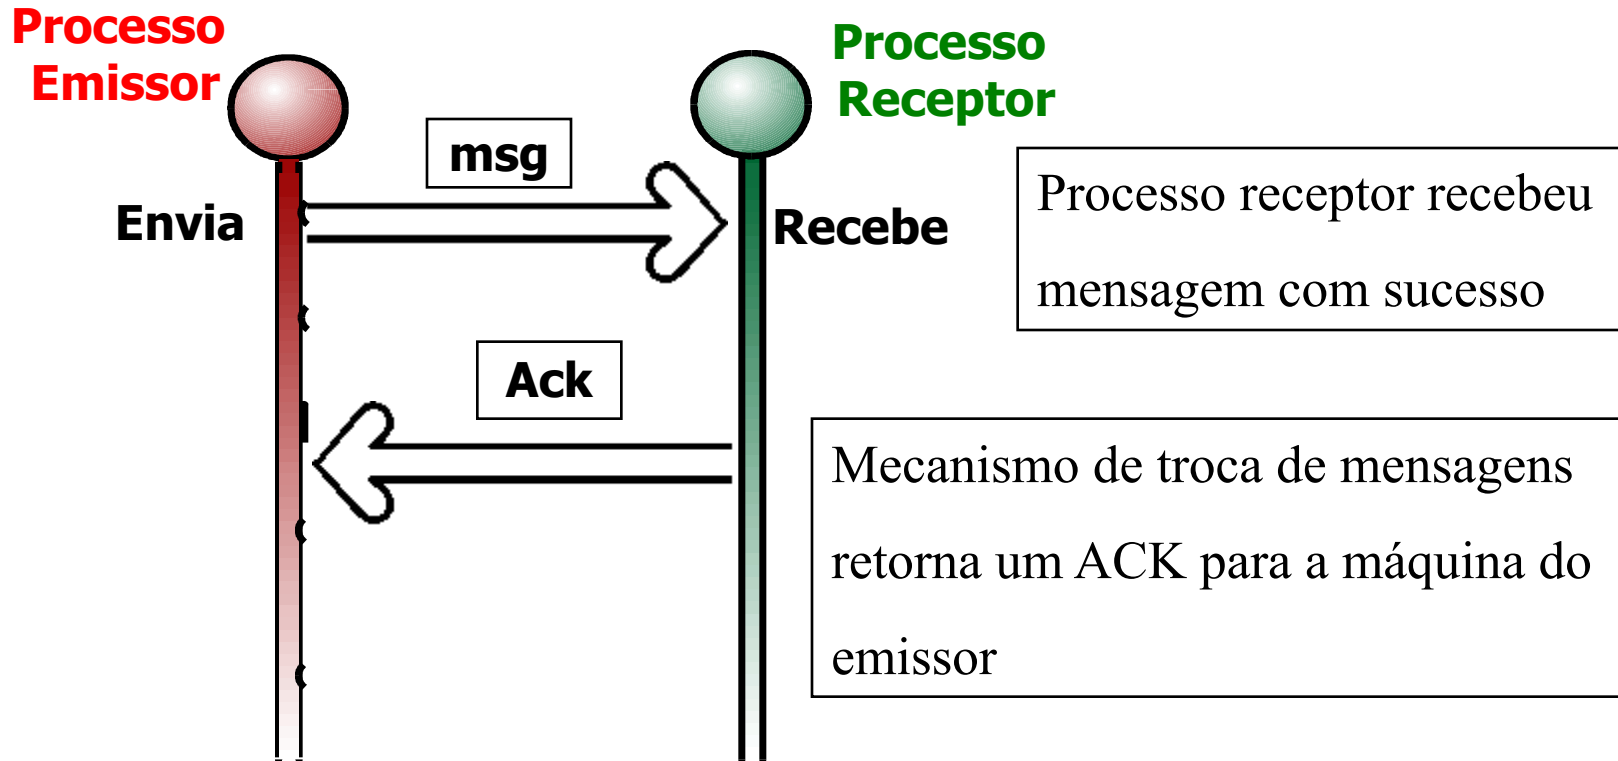 Processo
Emissor
Processo
Receptor
msg
Envia
Recebe
Processo receptor recebeu
mensagem com sucesso
Ack
Mecanismo de troca de mensagens
retorna um ACK para a máquina do
emissor